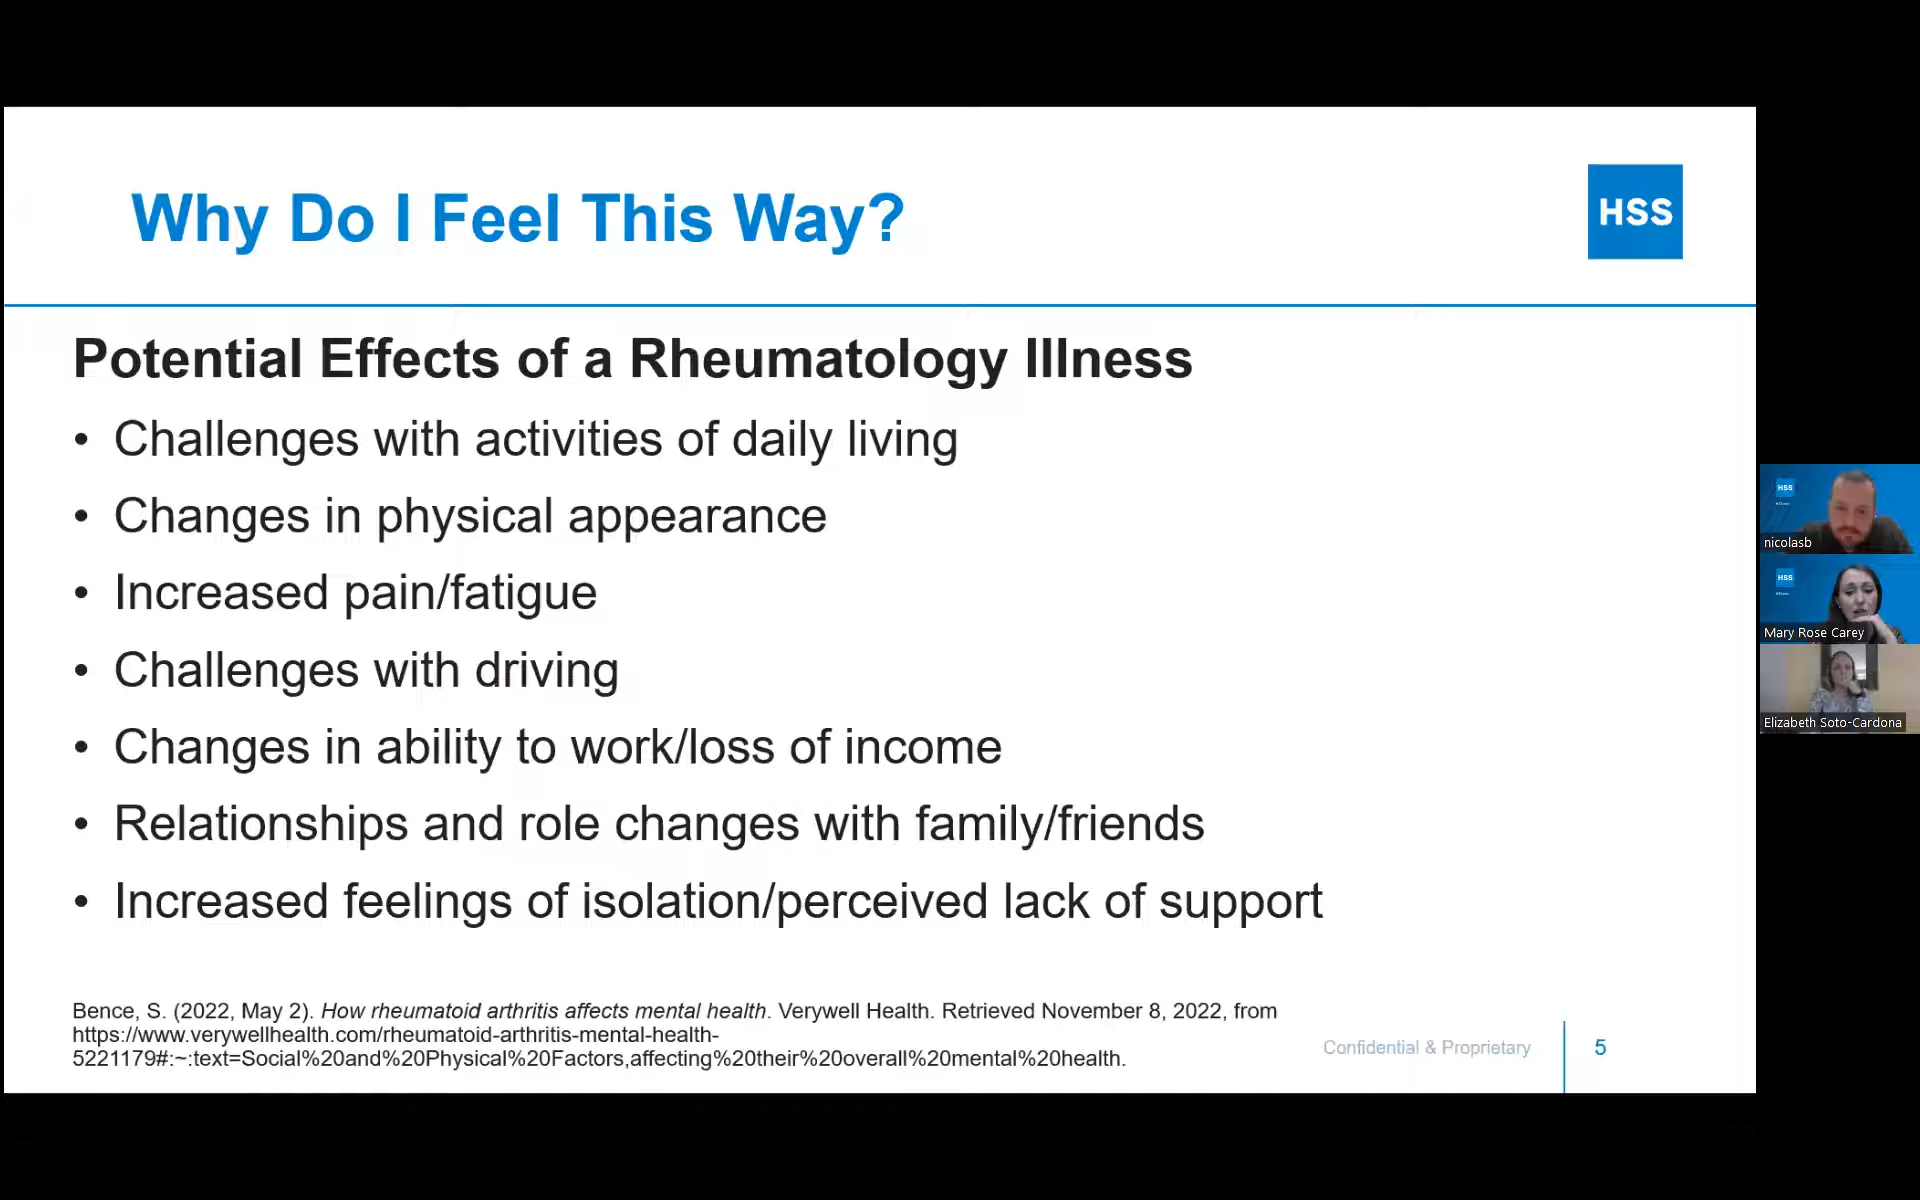 Why Do I Feel This Way?
HSS
Potential Effects of a Rheumatology Illness
• Challenges with activities of daily living
• Changes in physical appearance
• Increased pain/fatigue
• Challenges with driving
• Changes in ability to work/loss of income
• Relationships and role changes with family/friends
• Increased feelings of isolation/perceived lack of support
Bence, S. (2022, May 2). How rheumatoid arthritis affects mental health. Verywell Health. Retrieved November 8, 2022, from
https://www.verywellhealth.com/rheumatoid-arthritis-mental-health-
5221179#:~:text=Social%20and%20Physical%20Factors,affecting%20their%20overall%20mental%20health.
Confidential & Proprietary
5
HSS
nicolasb
HSS
Mary Rose Carey
Elizabeth Soto-Cardona